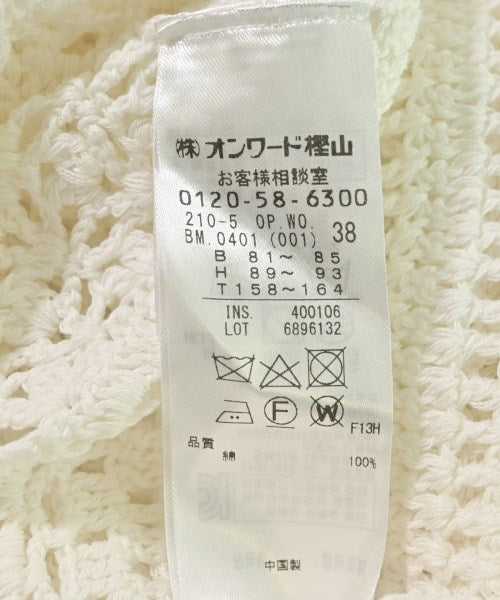 (株)オンワード樫山
お客様相談室
0120-58-6300
210-5 OP.WO.
BM.0401 (001) 38
B 81～ 85
H 89～ 93
T 158～164
INS. 400106
LOT 6896132
F W F13H
品質
綿 100%
中国製